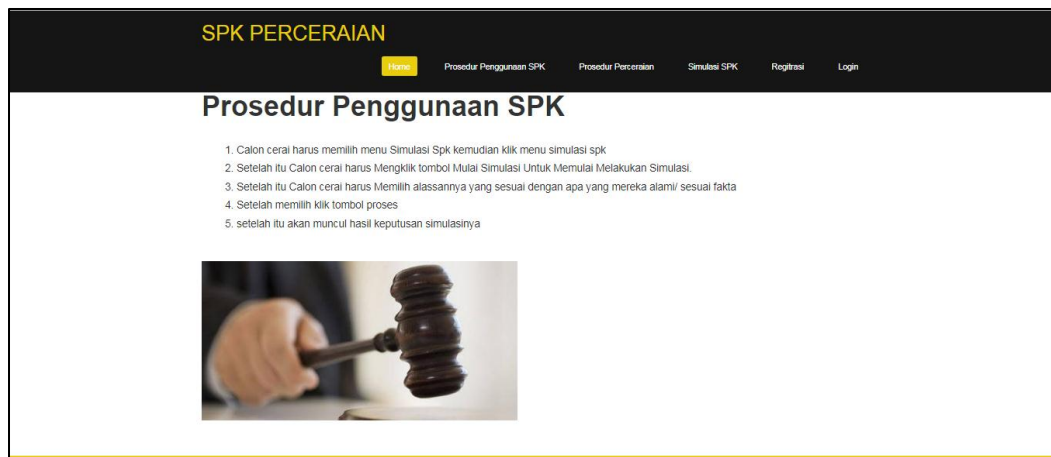 SPK PERCERAIAN
Home Prosedur Penggunaan SPK Prosedur Perceraian Simulasi SPK Regitrasi Login
Prosedur Penggunaan SPK
1. Calon cerai harus memilih menu Simulasi Spk kemudian klik menu simulasi spk
2. Setelah itu Calon cerai harus Mengklik tombol Mulai Simulasi Untuk Memulai Melakukan Simulasi.
3. Setelah itu Calon cerai harus Memilih alassannya yang sesuai dengan apa yang mereka alami/ sesuai fakta
4. Setelah memilih klik tombol proses
5. setelah itu akan muncul hasil keputusan simulasinya